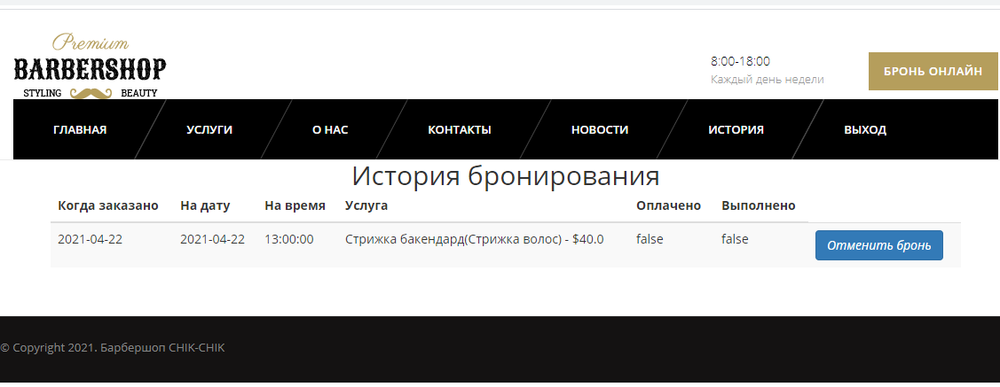 Premium
BARBERSHOP
STYLING BEAUTY
8:00-18:00
Каждый день недели
БРОНЬ ОНЛАЙН
ГЛАВНАЯ УСЛУГИ О НАС КОНТАКТЫ НОВОСТИ ИСТОРИЯ ВЫХОД
История бронирования
Когда заказано На дату На время Услуга Оплачено Выполнено
2021-04-22 2021-04-22 13:00:00 Стрижка бакендард(Стрижка волос) - $40.0 false false Отменить бронь
© Copyright 2021. Барбершоп CHIK-CHIK